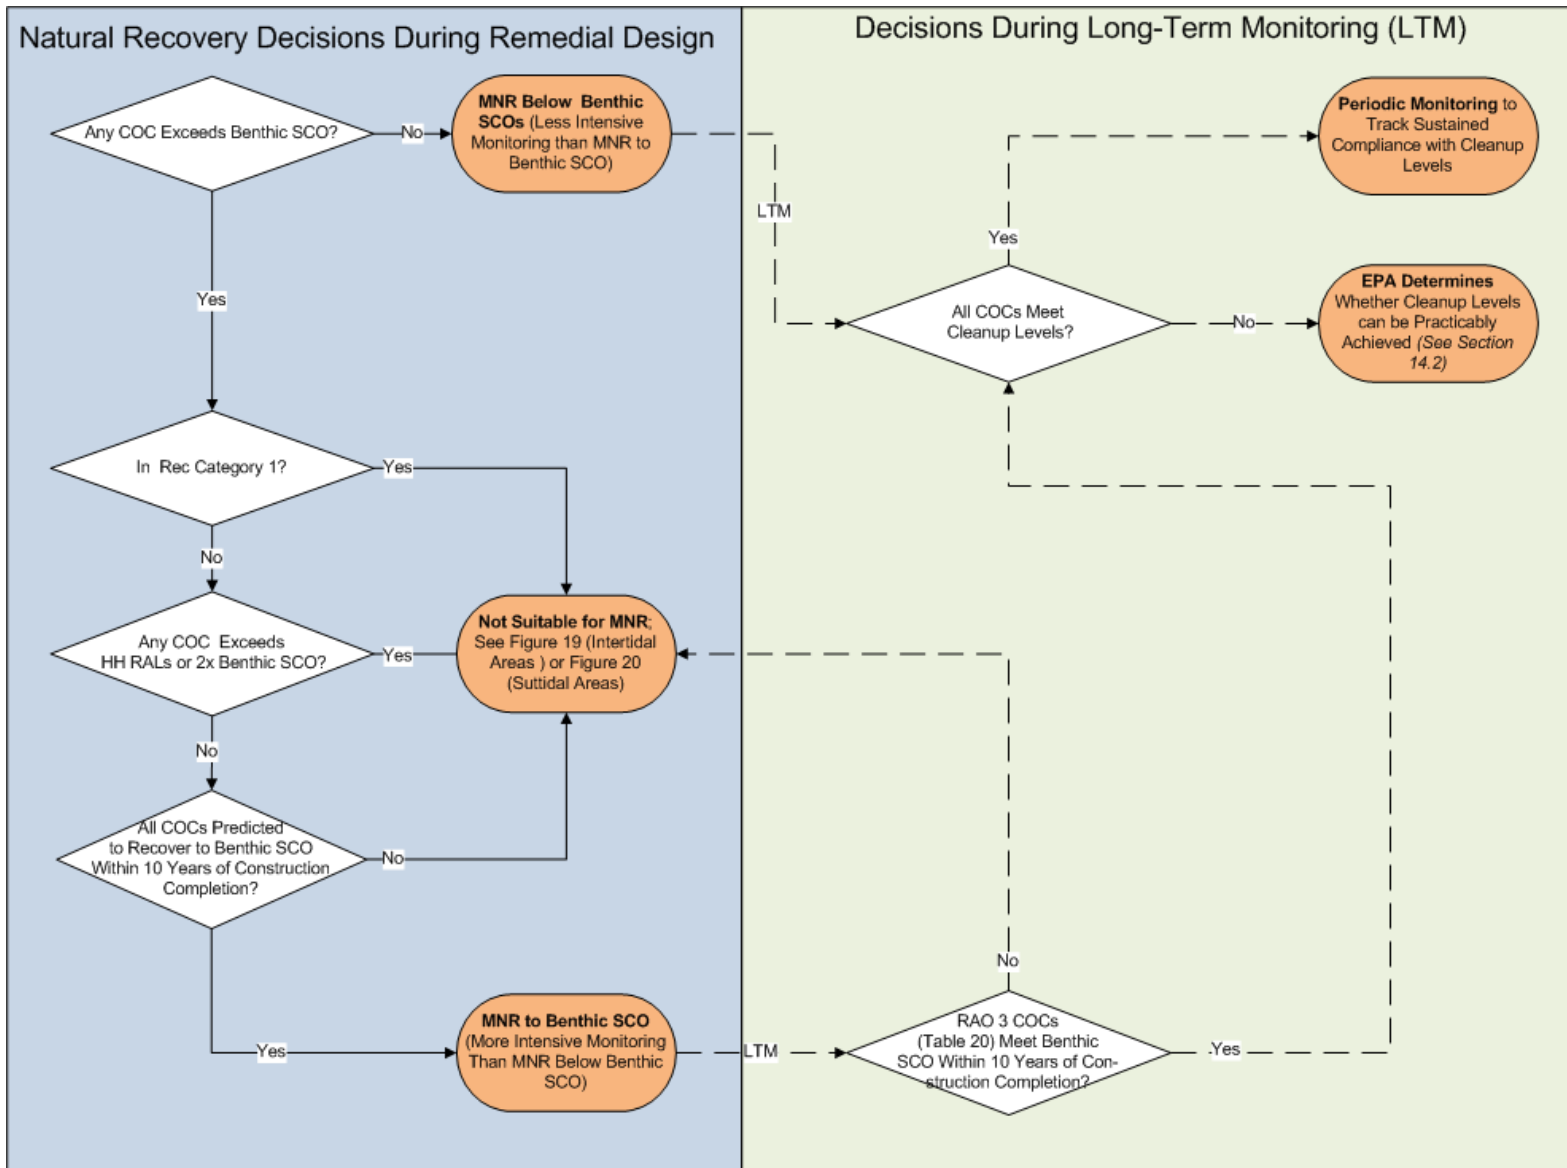 Natural Recovery Decisions During Remedial Design
Any COC Exceeds Benthic SCO?
No
MNR Below Benthic
SCOs (Less Intensive
Monitoring than MNR to
Benthic SCO)
Yes
In Rec Category 1?
Yes
No
Any COC Exceeds
HH RALs or 2x Benthic SCO?
Yes
Not Suitable for MNR;
See Figure 19 (Intertidal
Areas ) or Figure 20
(Suttidal Areas)
No
All COCs Predicted
to Recover to Benthic SCO
Within 10 Years of Construction
Completion?
No
Yes
MNR to Benthic SCO
(More Intensive Monitoring
Than MNR Below Benthic
SCO)
Decisions During Long-Term Monitoring (LTM)
LTM
Periodic Monitoring to
Track Sustained
Compliance with Cleanup
Levels
Yes
All COCs Meet
Cleanup Levels?
No
EPA Determines
Whether Cleanup Levels
can be Practicably
Achieved (See Section
14.2)
No
LTM
RAO 3 COCs
(Table 20) Meet Benthic
SCO Within 10 Years of Con-
struction Completion?
Yes